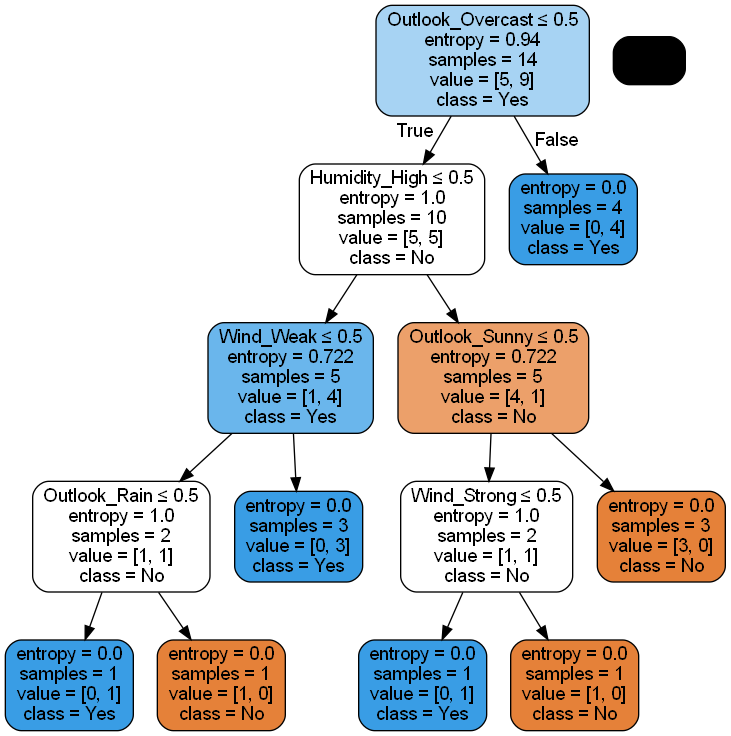 Outlook_Overcast ≤ 0.5
entropy = 0.94
samples = 14
value = [5, 9]
class = Yes
True
False
Humidity_High ≤ 0.5
entropy = 1.0
samples = 10
value = [5, 5]
class = No
entropy = 0.0
samples = 4
value = [0, 4]
class = Yes
Wind_Weak ≤ 0.5
entropy = 0.722
samples = 5
value = [1, 4]
class = Yes
Outlook_Sunny ≤ 0.5
entropy = 0.722
samples = 5
value = [4, 1]
class = No
Outlook_Rain ≤ 0.5
entropy = 1.0
samples = 2
value = [1, 1]
class = No
entropy = 0.0
samples = 3
value = [0, 3]
class = Yes
Wind_Strong ≤ 0.5
entropy = 1.0
samples = 2
value = [1, 1]
class = No
entropy = 0.0
samples = 3
value = [3, 0]
class = No
entropy = 0.0
samples = 1
value = [0, 1]
class = Yes
entropy = 0.0
samples = 1
value = [1, 0]
class = No
entropy = 0.0
samples = 1
value = [0, 1]
class = Yes
entropy = 0.0
samples = 1
value = [1, 0]
class = No